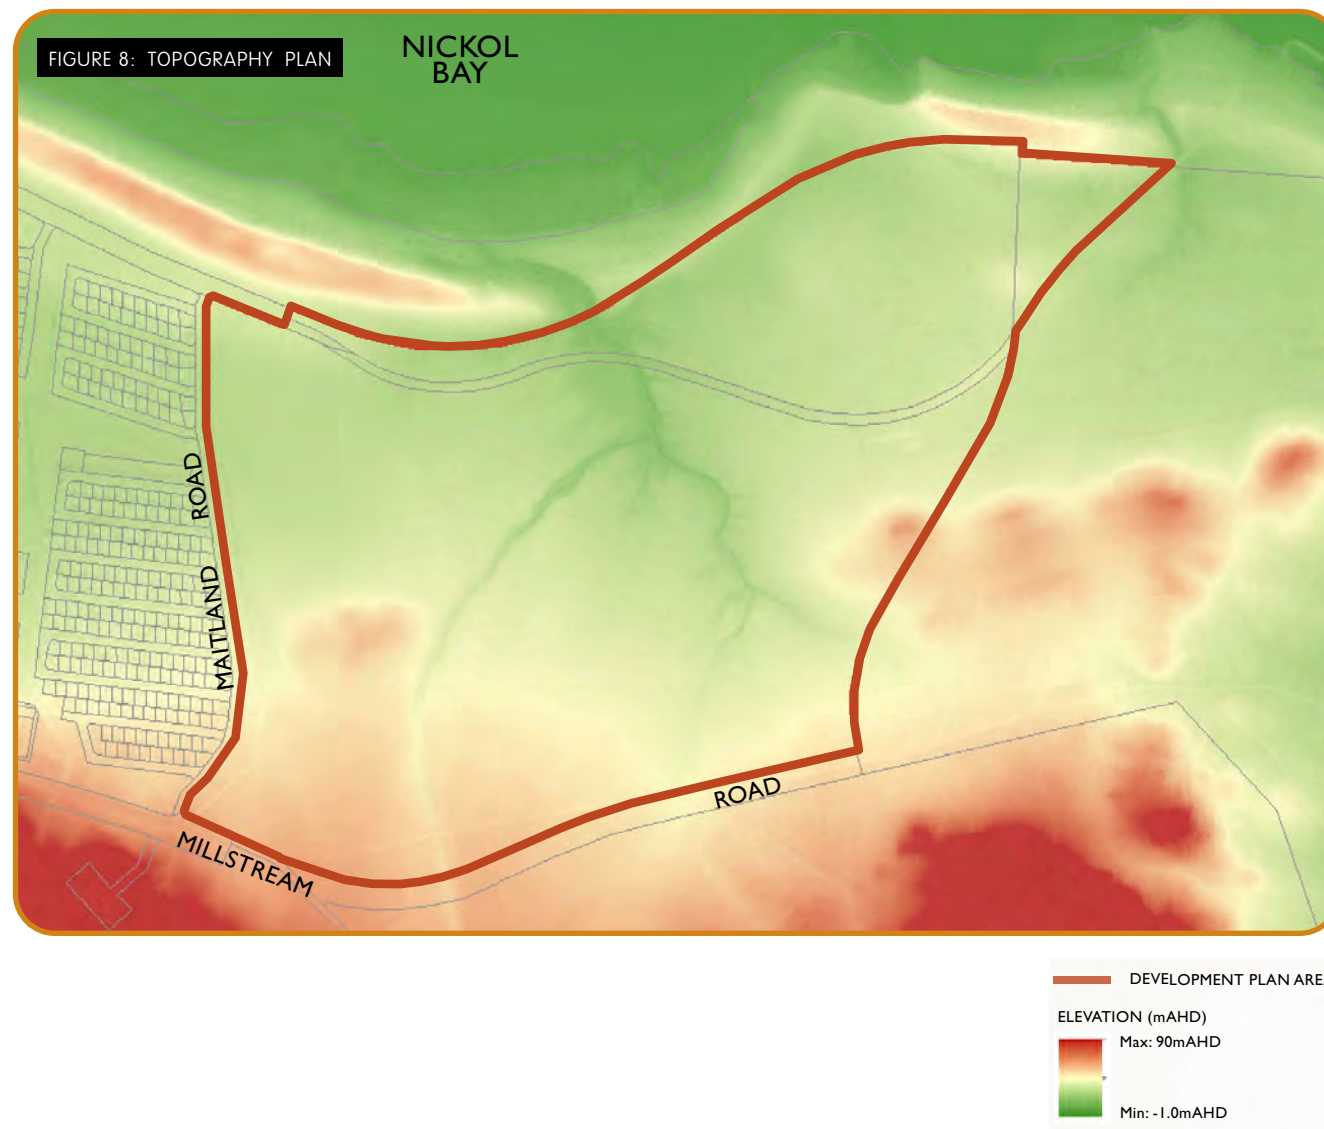 FIGURE 8: TOPOGRAPHY PLAN
NICKOL
BAY
ROAD
MAITLAND
MILLSTREAM
ROAD
DEVELOPMENT PLAN ARE
ELEVATION (mAHD)
Max: 90mAHD
Min: -1.0mAHD